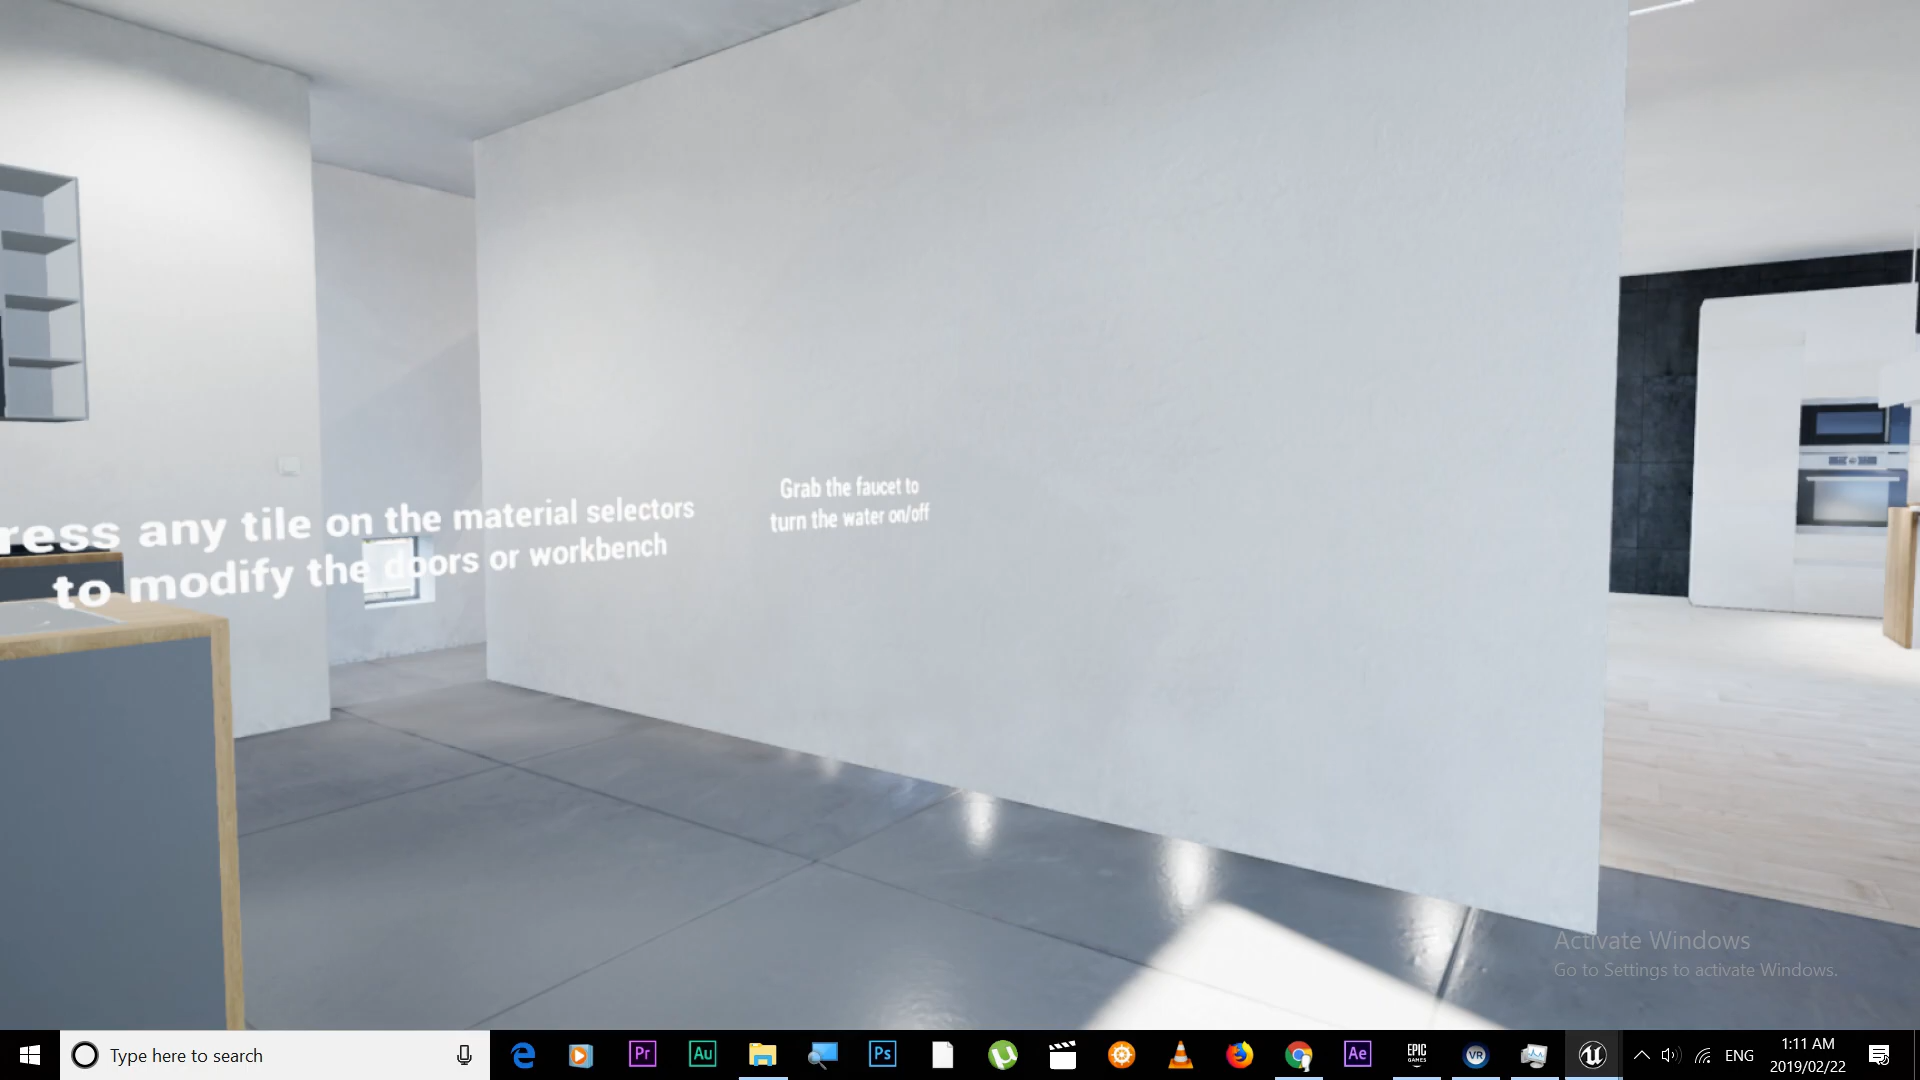 ress any tile on the material selectors
to modify the doors or workbench
Grab the faucet to
turn the water on/off
Activate Windows
Go to Settings to activate Windows.
Type here to search
Pr
Au
Ps
Ae
EPIC
GAMES
VR
ENG
1:11 AM
2019/02/22